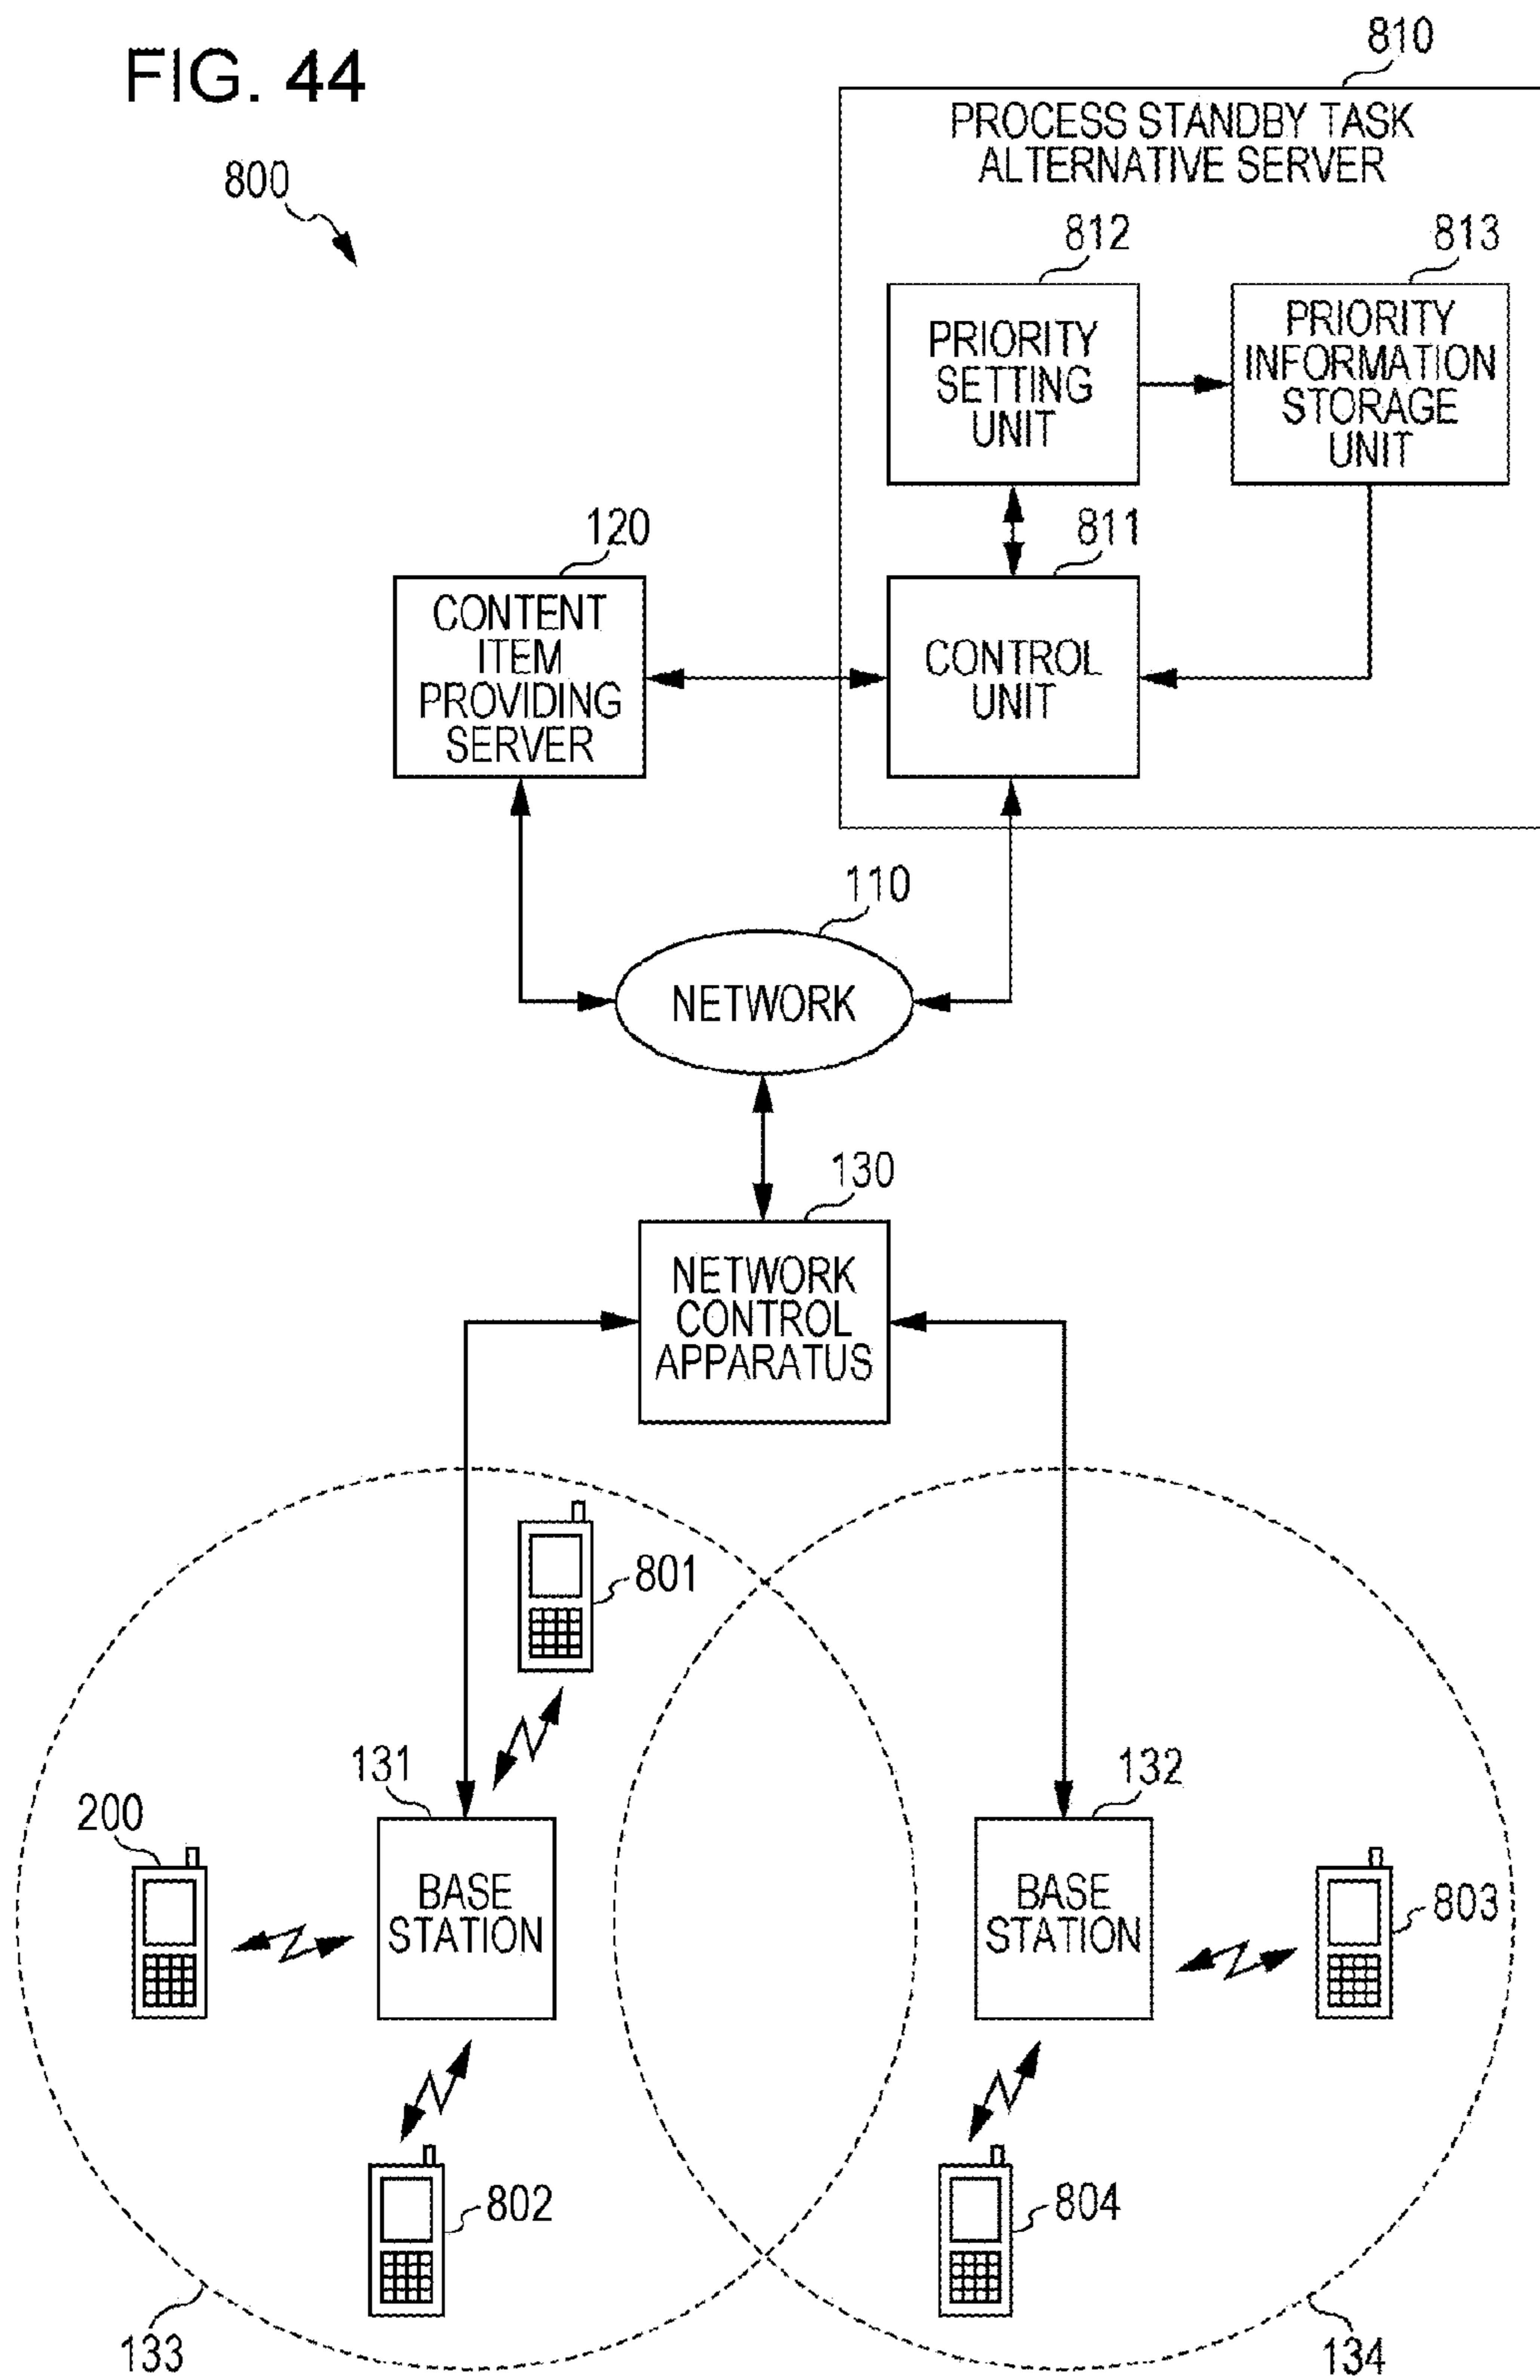 FIG. 44
810
800
PROCESS STANDBY TASK
ALTERNATIVE SERVER
812
813
PRIORITY
SETTING
UNIT
PRIORITY
INFORMATION
STORAGE
UNIT
120
811
CONTENT
ITEM
PROVIDING
SERVER
CONTROL
UNIT
110
NETWORK
130
NETWORK
CONTROL
APPARATUS
801
131
132
200
BASE
STATION
BASE
STATION
803
802
804
133
134